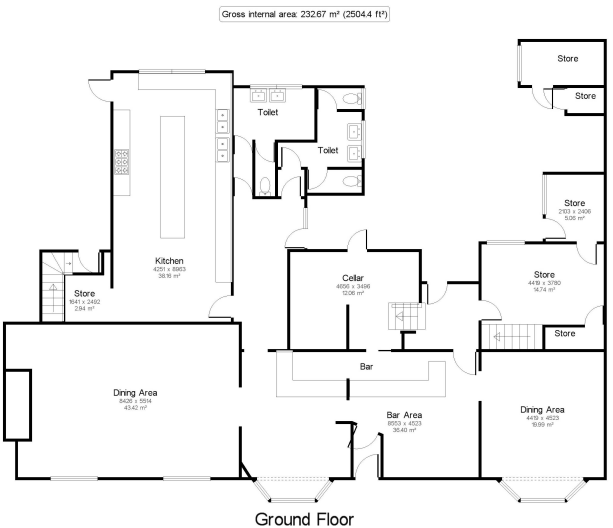 Gross internal area: 232.67 m² (2504.4 ft²)
Store
Store
Toilet
Toilet
Store
2103 x 2406
5.06 m²
Kitchen
4251 x 8963
38.16 m²
Cellar
4656 x 3496
12.06 m²
Store
4419 x 3780
14.74 m²
Store
1641 x 2492
2.94 m²
Store
Bar
Dining Area
8426 x 5514
43.42 m²
Bar Area
8553 x 4523
36.40 m²
Dining Area
4419 x 4523
19.99 m²
Ground Floor